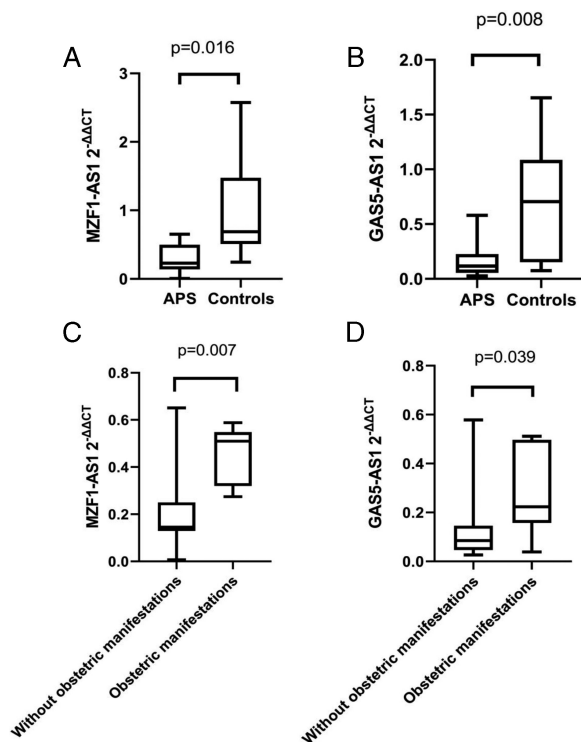 A
p=0.016
MZF1-AS1 2^-ΔΔCT
3
2
1
0
APS Controls
B
p=0.008
GAS5-AS1 2^-ΔΔCT
2.0
1.5
1.0
0.5
0.0
APS Controls
C
p=0.007
MZF1-AS1 2^-ΔΔCT
0.8
0.6
0.4
0.2
0.0
Without obstetric manifestations
Obstetric manifestations
D
p=0.039
GAS5-AS1 2^-ΔΔCT
0.8
0.6
0.4
0.2
0.0
Without obstetric manifestations
Obstetric manifestations